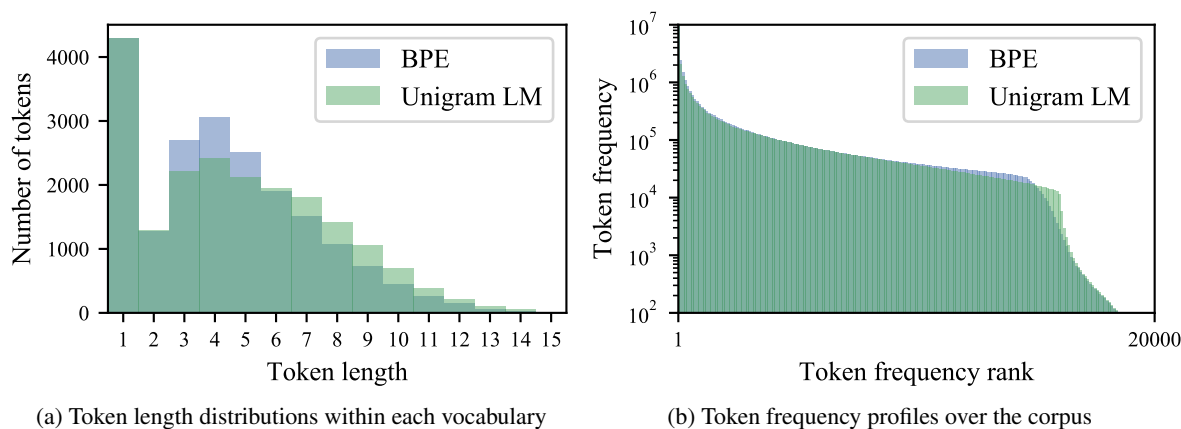 Number of tokens
4000
3000
2000
1000
0
BPE
Unigram LM
1 2 3 4 5 6 7 8 9 10 11 12 13 14 15
Token length
(a) Token length distributions within each vocabulary
Token frequency
10^7
10^6
10^5
10^4
10^3
10^2
BPE
Unigram LM
1 20000
Token frequency rank
(b) Token frequency profiles over the corpus